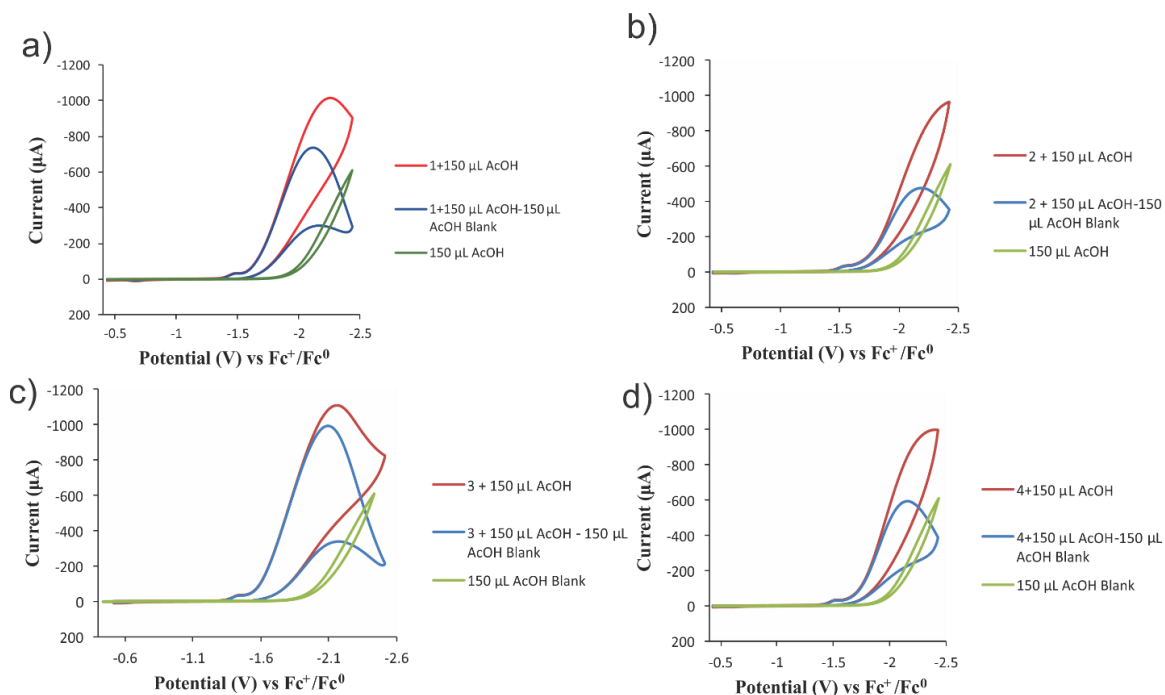 a)
-1200
-1000
-800
-600
-400
-200
0
200
-0.5
-1
-1.5
-2
-2.5
Current (µA)
Potential (V) vs Fc⁺/Fc⁰
1+150 µL AcOH
1+150 µL AcOH-150 µL
AcOH Blank
150 µL AcOH
b)
-1200
-1000
-800
-600
-400
-200
0
200
-0.5
-1
-1.5
-2
-2.5
Current (µA)
Potential (V) vs Fc⁺/Fc⁰
2 + 150 µL AcOH
2 + 150 µL AcOH-150
µL AcOH Blank
150 µL AcOH
c)
-1200
-1000
-800
-600
-400
-200
0
200
-0.6
-1.1
-1.6
-2.1
-2.6
Current (µA)
Potential (V) vs Fc⁺/Fc⁰
3 + 150 µL AcOH
3 + 150 µL AcOH - 150 µL
AcOH Blank
150 µL AcOH Blank
d)
-1200
-1000
-800
-600
-400
-200
0
200
-0.5
-1
-1.5
-2
-2.5
Current (µA)
Potential (V) vs Fc⁺/Fc⁰
4+150 µL AcOH
4+150 µL AcOH-150 µL
AcOH Blank
150 µL AcOH Blank